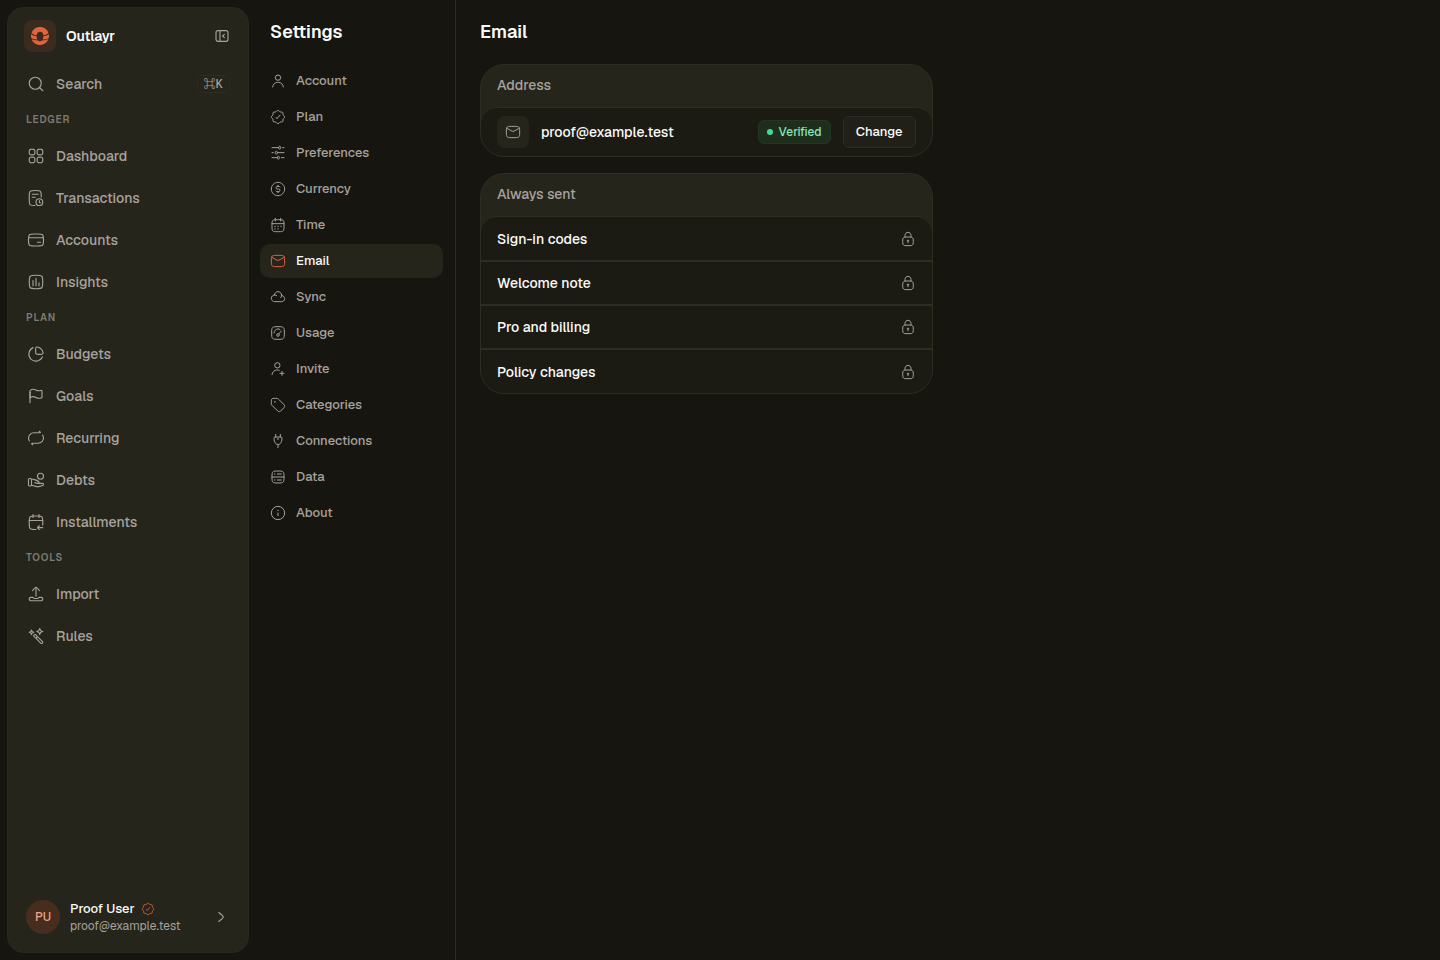 Outlayr
Search ⌘K
LEDGER
Dashboard
Transactions
Accounts
Insights
PLAN
Budgets
Goals
Recurring
Debts
Installments
TOOLS
Import
Rules
PU
Proof User
proof@example.test
Settings
Account
Plan
Preferences
Currency
Time
Email
Sync
Usage
Invite
Categories
Connections
Data
About
Email
Address
proof@example.test Verified Change
Always sent
Sign-in codes
Welcome note
Pro and billing
Policy changes